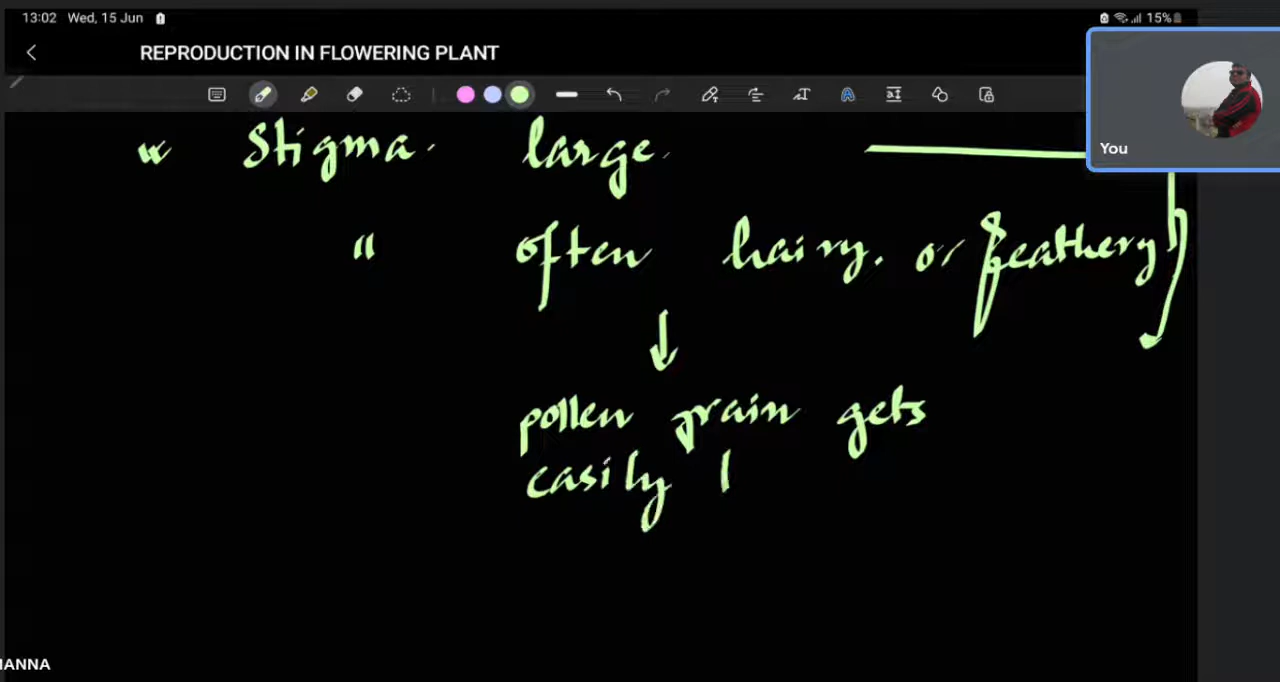 13:02 Wed, 15 Jun
15%
REPRODUCTION IN FLOWERING PLANT
You
Stigma. large.
" often hairy. or feathery
pollen grain gets
easily
IANNA